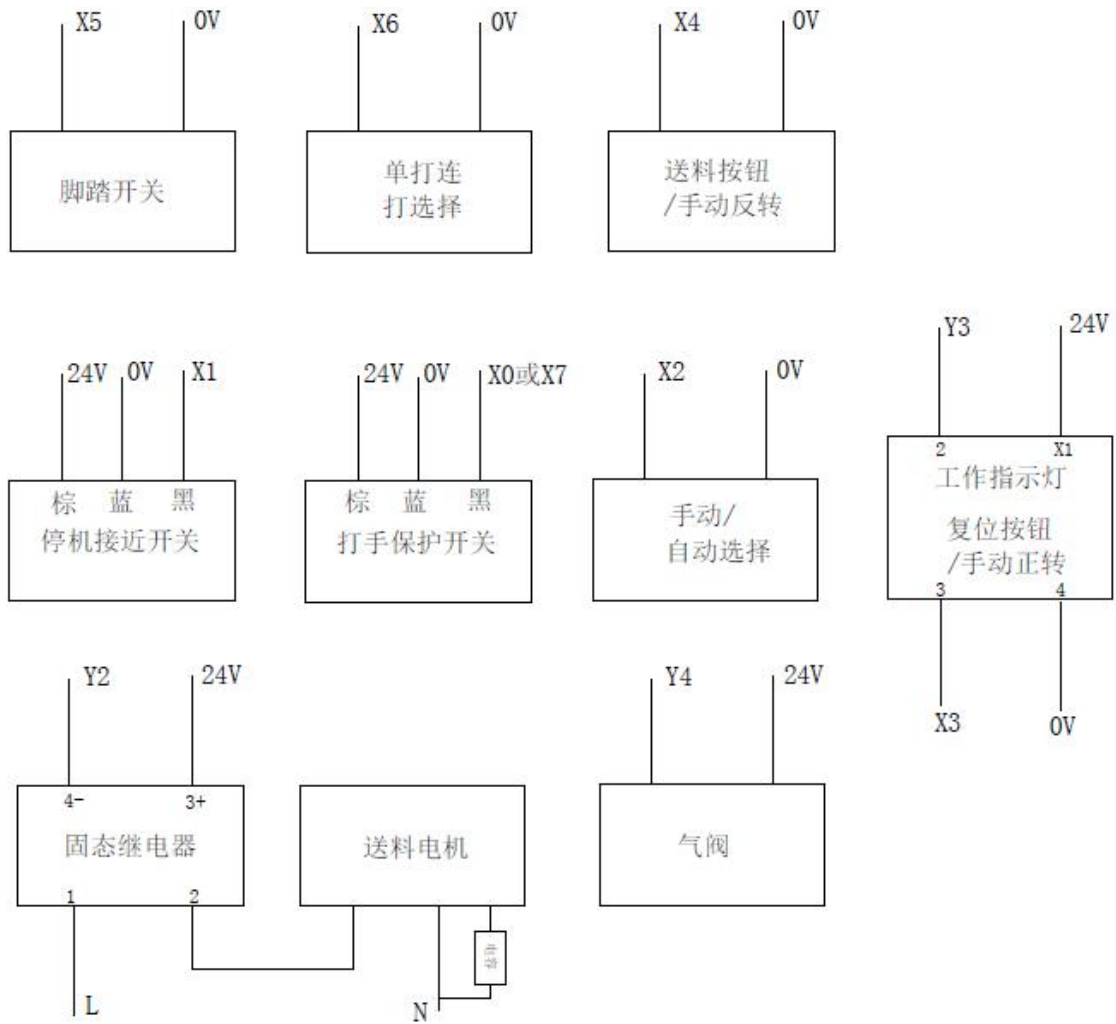 X5
0V
X6
0V
X4
0V
脚踏开关
单打连
打选择
送料按钮
/手动反转
24V
0V
X1
棕
蓝
黑
停机接近开关
24V
0V
X0或X7
棕
蓝
黑
打手保护开关
X2
0V
手动/
自动选择
Y3
24V
2
X1
工作指示灯
复位按钮
/手动正转
3
4
X3
0V
Y2
24V
4-
3+
固态继电器
1
2
L
送料电机
电容
N
Y4
24V
气阀